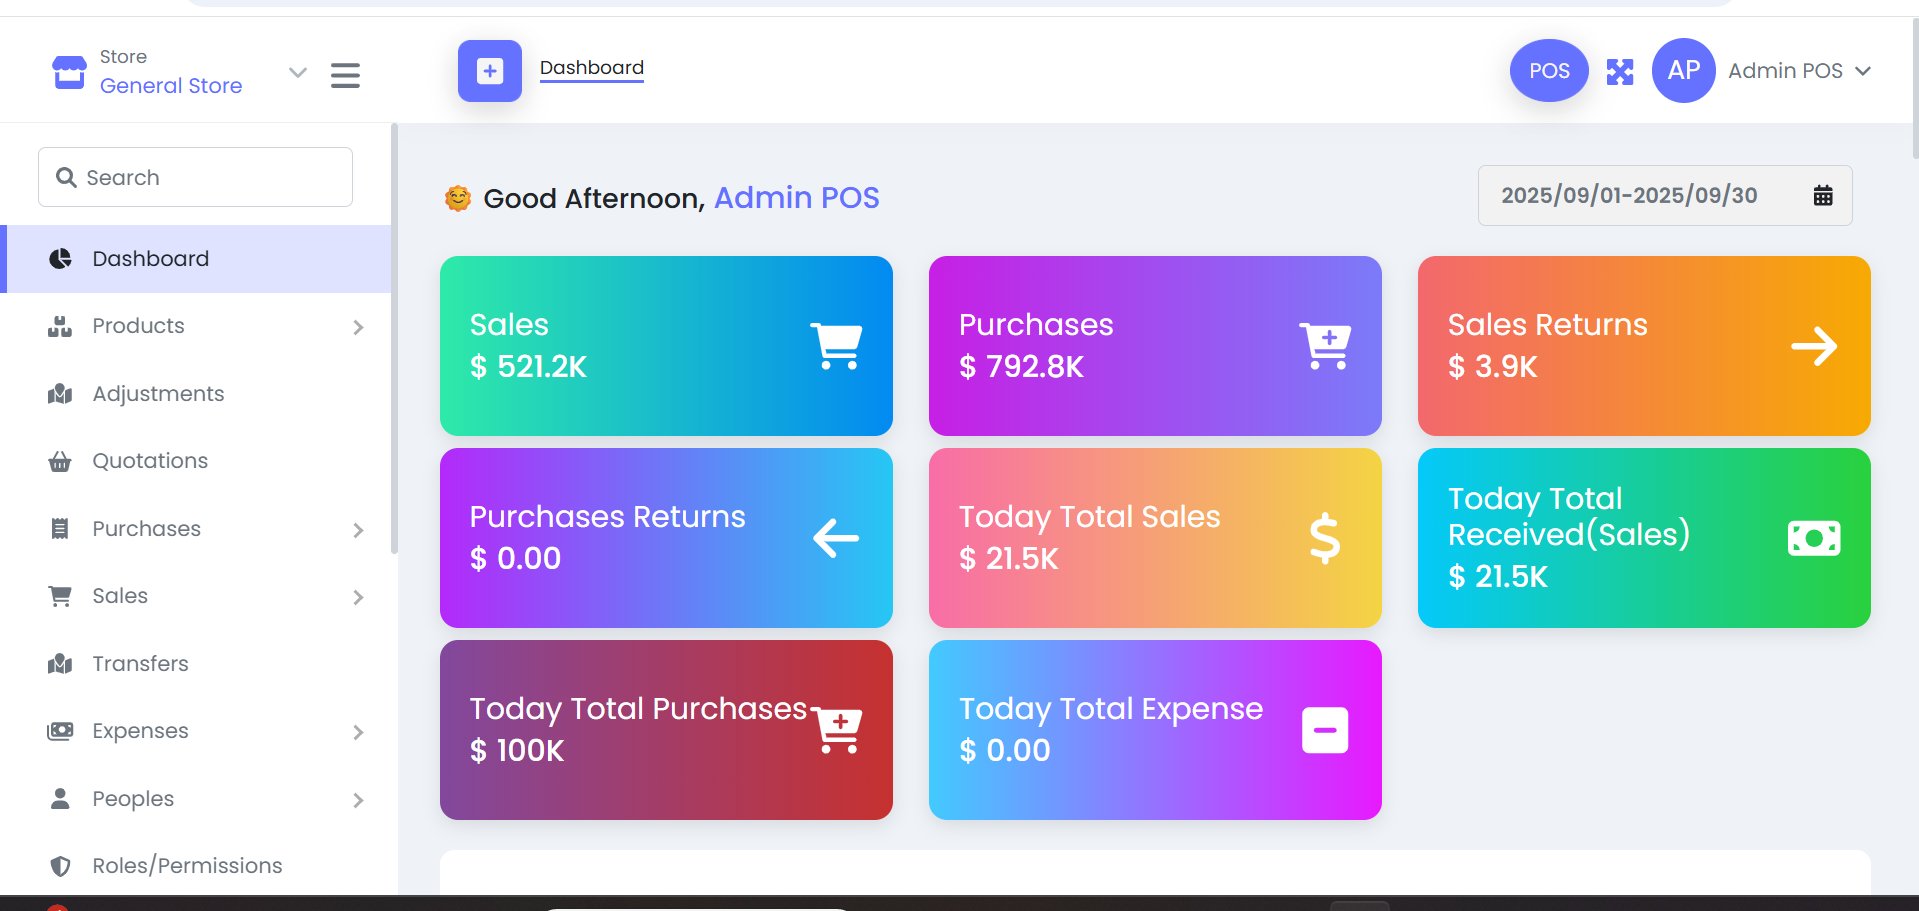 Store
General Store
Dashboard
POS
AP
Admin POS
Search
Dashboard
Products
Adjustments
Quotations
Purchases
Sales
Transfers
Expenses
Peoples
Roles/Permissions
Good Afternoon, Admin POS
2025/09/01-2025/09/30
Sales
$ 521.2K
Purchases
$ 792.8K
Sales Returns
$ 3.9K
Purchases Returns
$ 0.00
Today Total Sales
$ 21.5K
Today Total
Received(Sales)
$ 21.5K
Today Total Purchases
$ 100K
Today Total Expense
$ 0.00